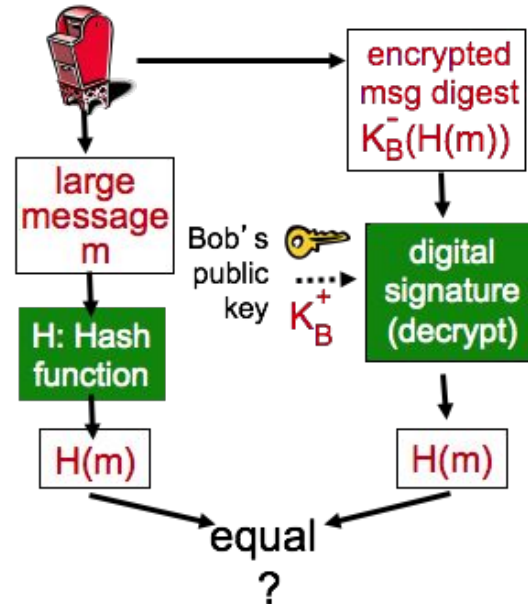 encrypted
msg digest
K_B^-(H(m))
large
message
m
Bob's
public
key
K_B^+
digital
signature
(decrypt)
H: Hash
function
H(m)
H(m)
equal
?